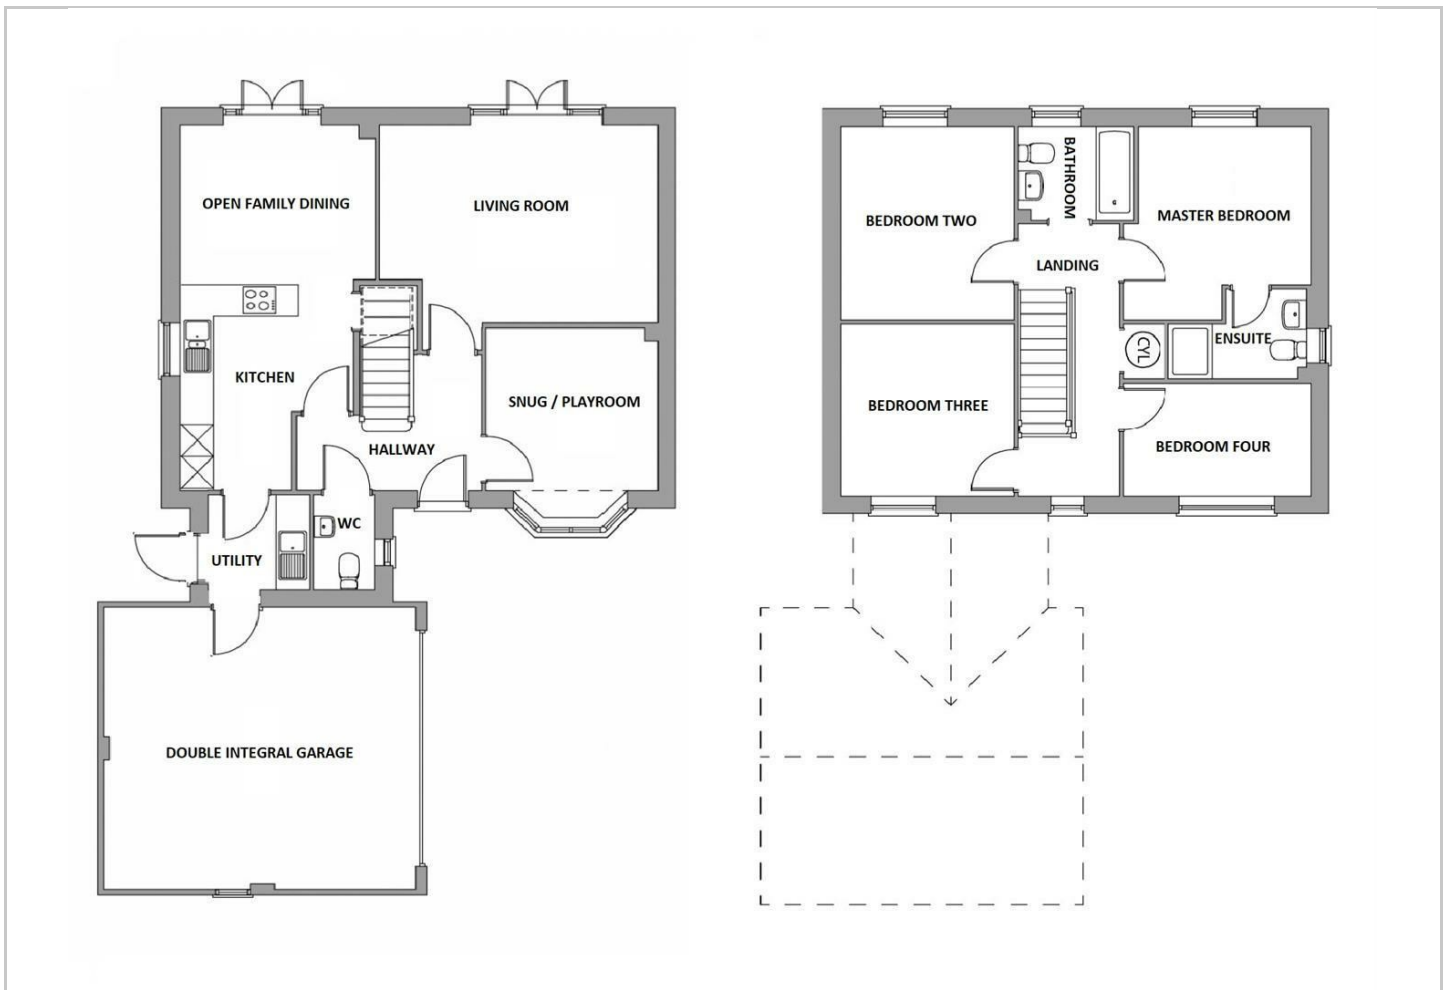 OPEN FAMILY DINING
LIVING ROOM
KITCHEN
SNUG / PLAYROOM
HALLWAY
WC
UTILITY
DOUBLE INTEGRAL GARAGE
BATHROOM
BEDROOM TWO
MASTER BEDROOM
LANDING
ENSUITE
CYL
BEDROOM THREE
BEDROOM FOUR